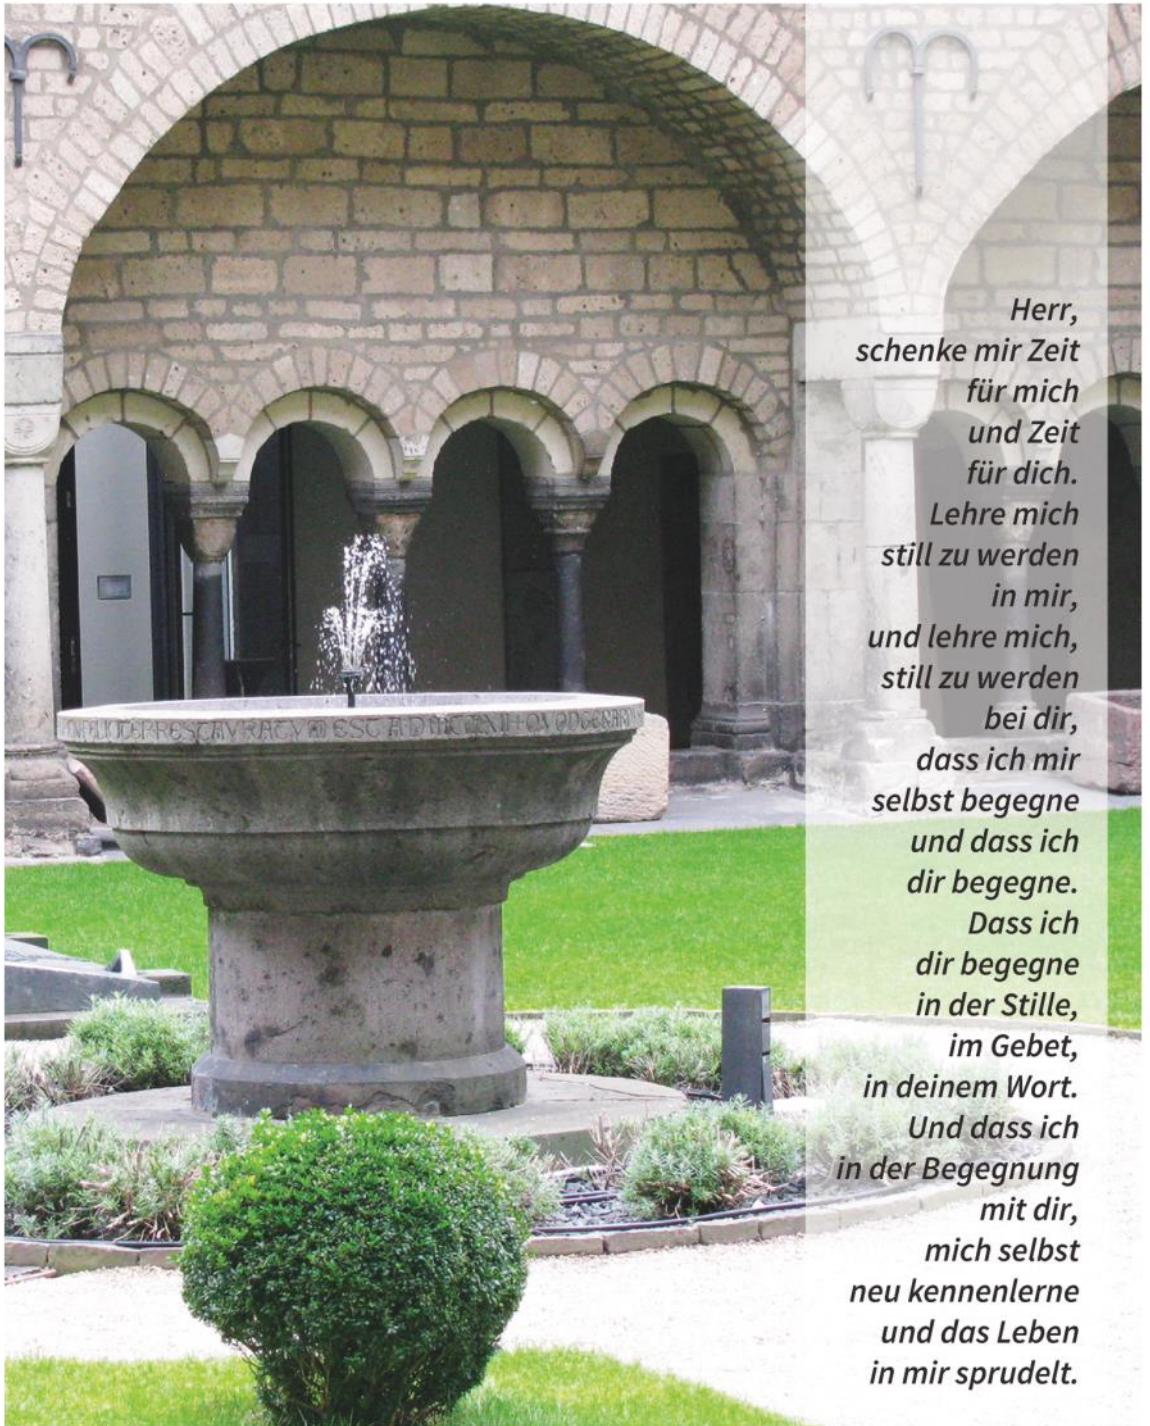 Herr,
schenke mir Zeit
für mich
und Zeit
für dich.
Lehre mich
still zu werden
in mir,
und lehre mich,
still zu werden
bei dir,
dass ich mir
selbst begegne
und dass ich
dir begegne.
Dass ich
dir begegne
in der Stille,
im Gebet,
in deinem Wort.
Und dass ich
in der Begegnung
mit dir,
mich selbst
neu kennenlerne
und das Leben
in mir sprudelt.